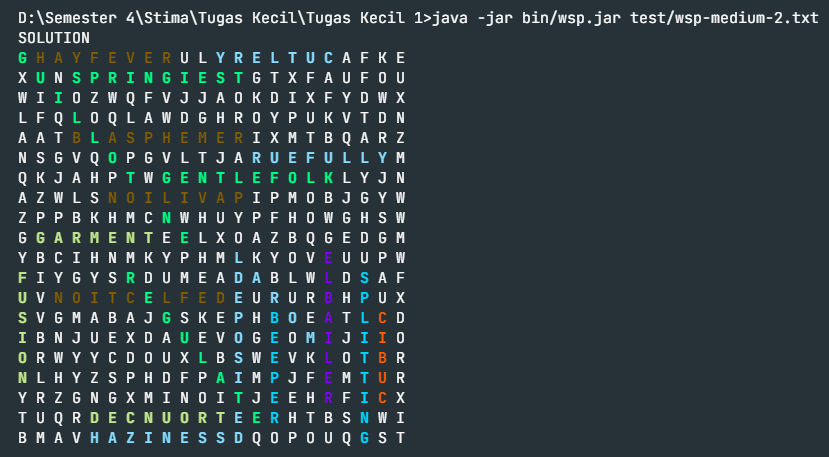 D:\Semester 4\Stima\Tugas Kecil\Tugas Kecil 1>java -jar bin/wsp.jar test/wsp-medium-2.txt
SOLUTION
G H A Y F E V E R U L Y R E L T U C A F K E
X U N S P R I N G I E S T G T X F A U F O U
W I I O Z W Q F V J J A O K D I X F Y D W X
L F Q L O Q L A W D G H R O Y P U K V T D N
A A T B L A S P H E M E R I X M T B Q A R Z
N S G V Q O P G V L T J A R U E F U L L Y M
Q K J A H P T W G E N T L E F O L K L Y J N
A Z W L S N O I L I V A P I P M O B J G Y W
Z P P B K H M C N W H U Y P F H O W G H S W
G G A R M E N T E E L X O A Z B Q G E D G M
Y B C I H N M K Y P H M L K Y O V E U U P W
F I Y G Y S R D U M E A D A B L W L D S A F
U V N O I T C E L F E D E U R U R B H P U X
S V G M A B A J G S K E P H B O E A T L C D
I B N J U E X D A U E V O G E O M I J I I O
O R W Y Y C D O U X L B S W E V K L O T B R
N L H Y Z S P H D F P A I M P J F E M T U R
Y R Z G N G X M I N O I T J E E H R F I C X
T U Q R D E C N U O R T E E R H T B S N W I
B M A V H A Z I N E S S D Q O P O U Q G S T